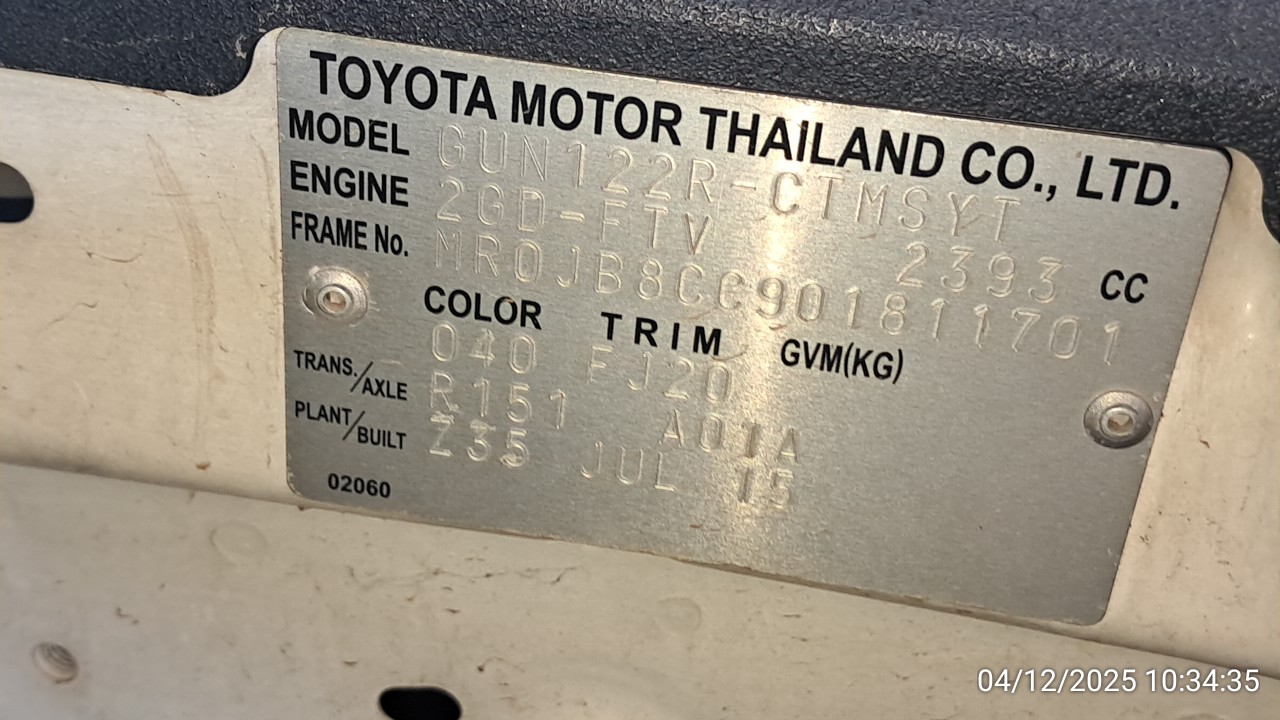 TOYOTA MOTOR THAILAND CO., LTD.
MODEL GUN122R-CTMSYT
ENGINE 2GD-FTV 2393 CC
FRAME No. MR0JB8CC901811701
COLOR TRIM GVM(KG)
040 FJ20
TRANS./AXLE R151 A01A
PLANT/BUILT Z35 JUL 15
02060
04/12/2025 10:34:35